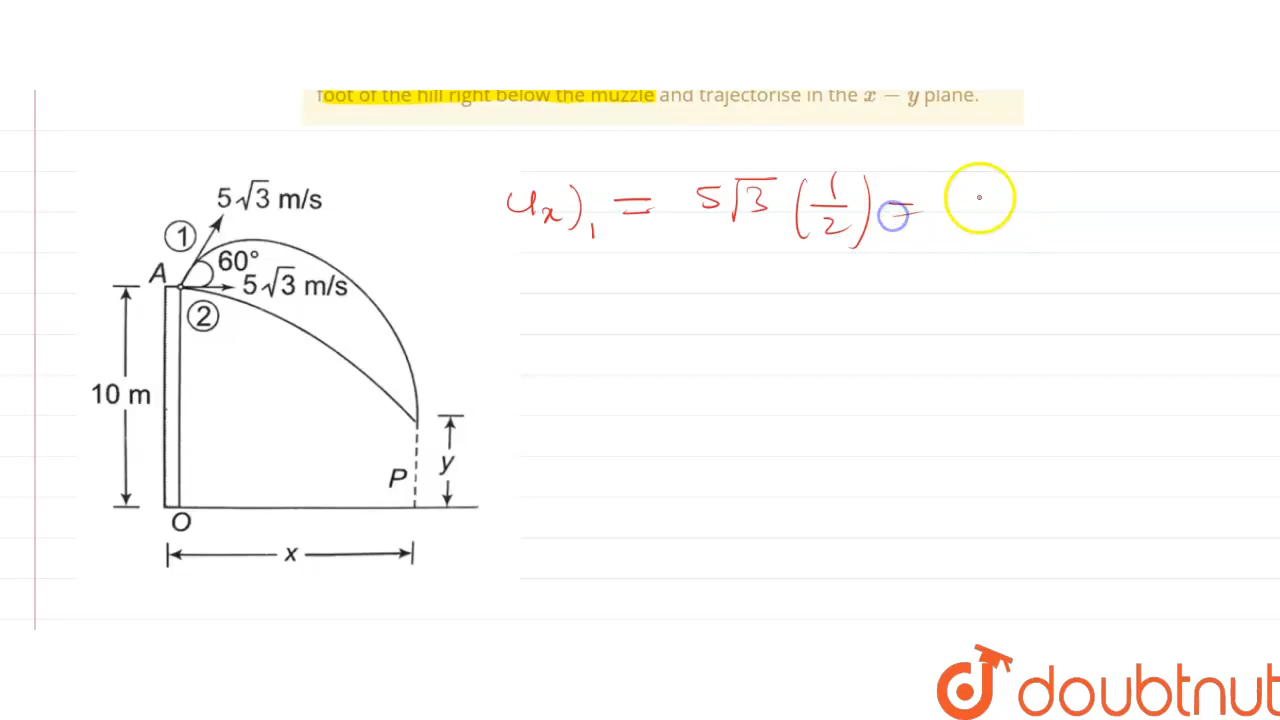 foot of the hill right below the muzzle and trajectorise in the x − y plane.
5√3 m/s
u_x)_1 = 5√3 (1/2) =
①
A
60°
5√3 m/s
②
10 m
P
y
O
x
doubtnut